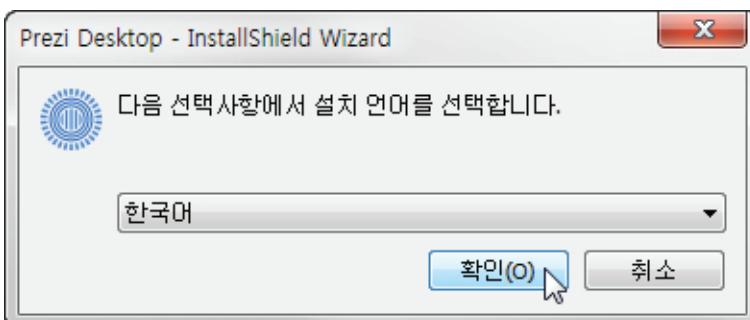 Prezi Desktop - InstallShield Wizard
다음 선택사항에서 설치 언어를 선택합니다.
한국어
확인(O)
취소